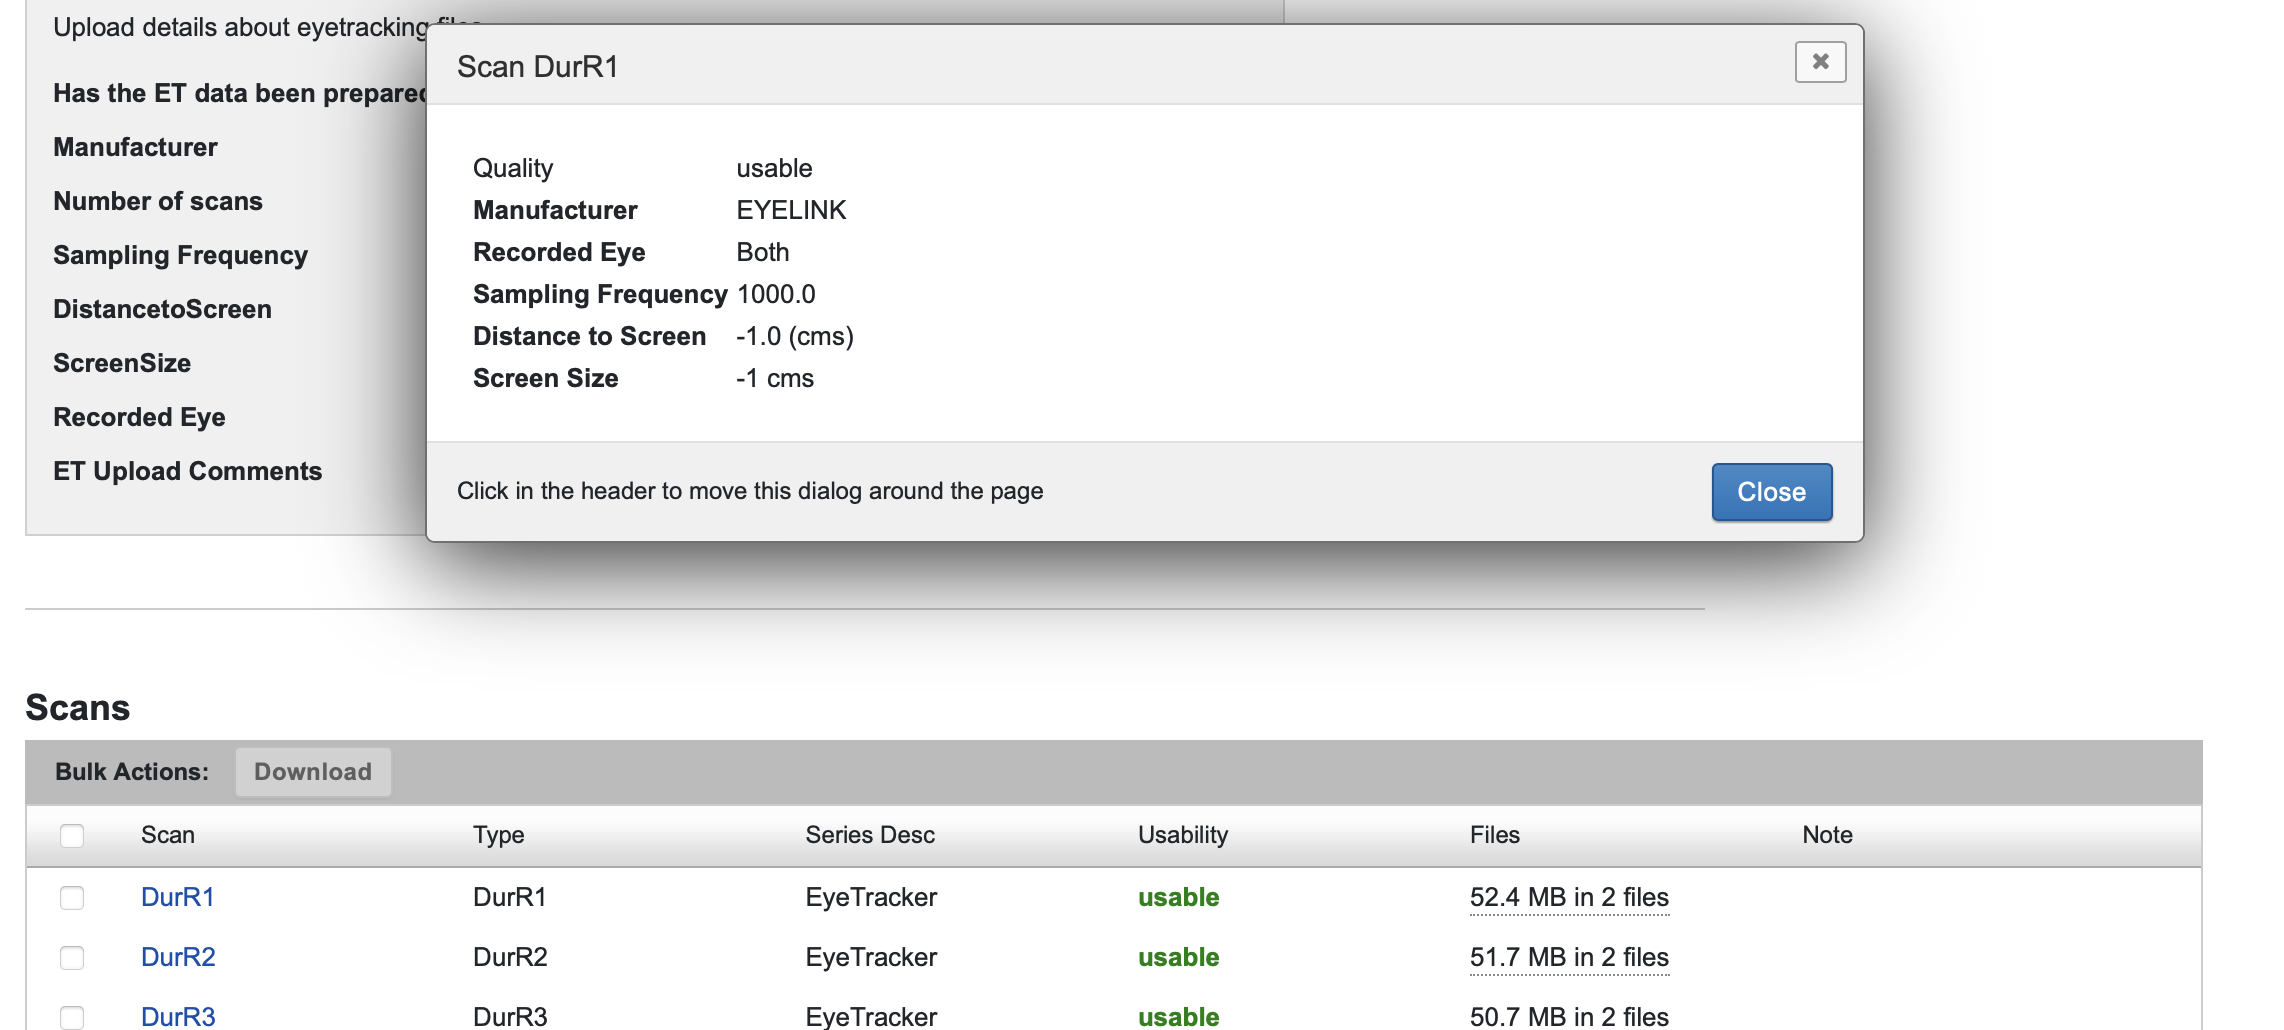 Upload details about eyetracking files
Has the ET data been prepared
Manufacturer
Number of scans
Sampling Frequency
DistancetoScreen
ScreenSize
Recorded Eye
ET Upload Comments
Scan DurR1
Quality usable
Manufacturer EYELINK
Recorded Eye Both
Sampling Frequency 1000.0
Distance to Screen -1.0 (cms)
Screen Size -1 cms
Click in the header to move this dialog around the page
Close
Scans
Bulk Actions: Download
Scan Type Series Desc Usability Files Note
DurR1 DurR1 EyeTracker usable 52.4 MB in 2 files
DurR2 DurR2 EyeTracker usable 51.7 MB in 2 files
DurR3 DurR3 EyeTracker usable 50.7 MB in 2 files